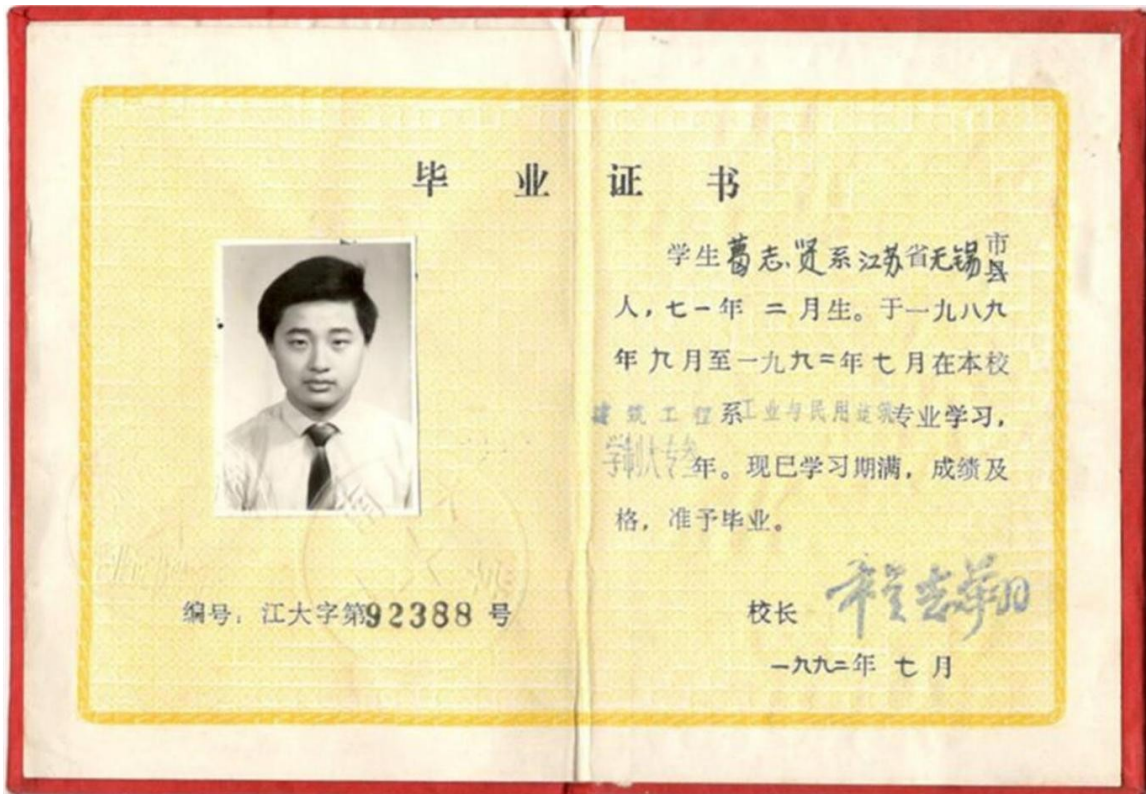 毕业证书
学生葛志贤系江苏省无锡市县
人，七一年 二月生。于一九八九
年九月至一九九二年七月在本校
建筑工程系工业与民用建筑专业学习，
学制大专叁年。现已学习期满，成绩及
格，准予毕业。
编号：江大字第92388号
校长
一九九二年 七月